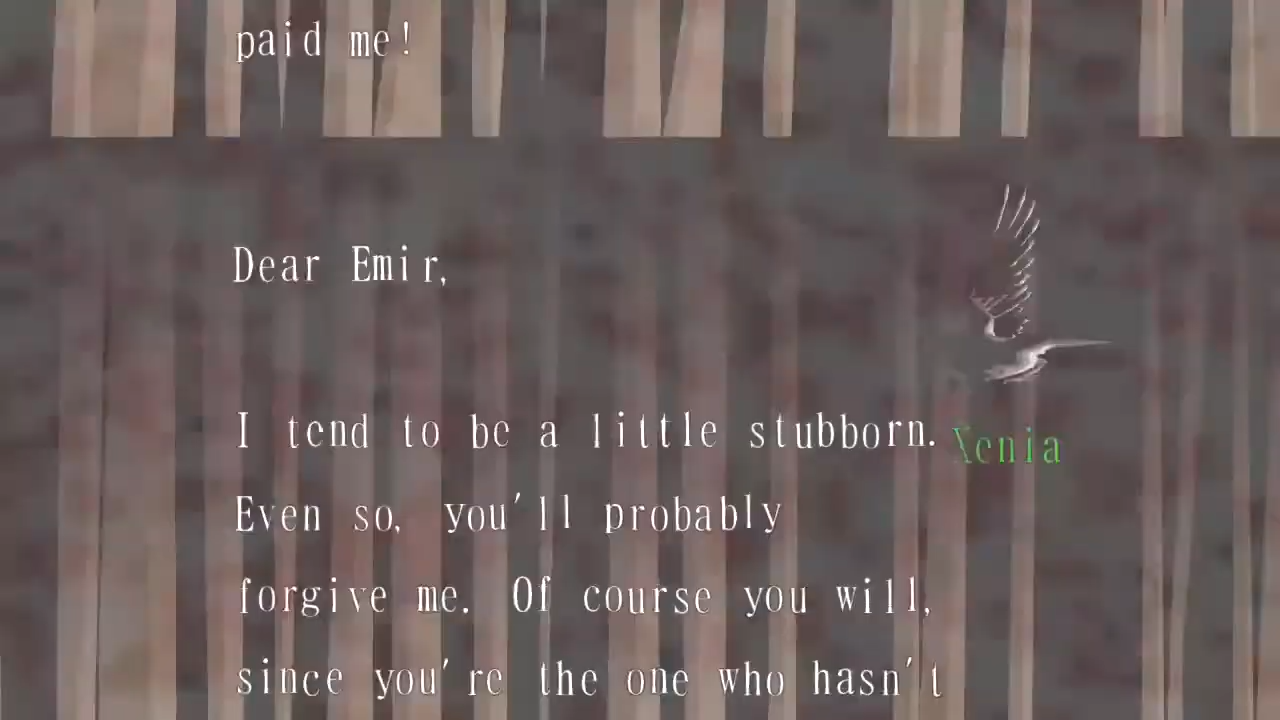 paid me!
Dear Emir,
I tend to be a little stubborn.
Xenia
Even so, you'll probably
forgive me. Of course you will,
since you're the one who hasn't